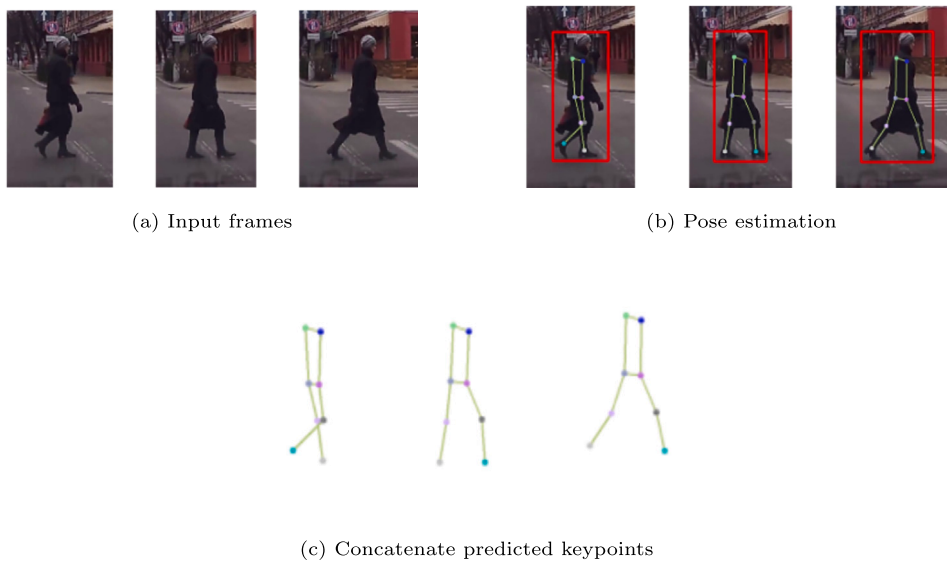 (a) Input frames
(b) Pose estimation
(c) Concatenate predicted keypoints